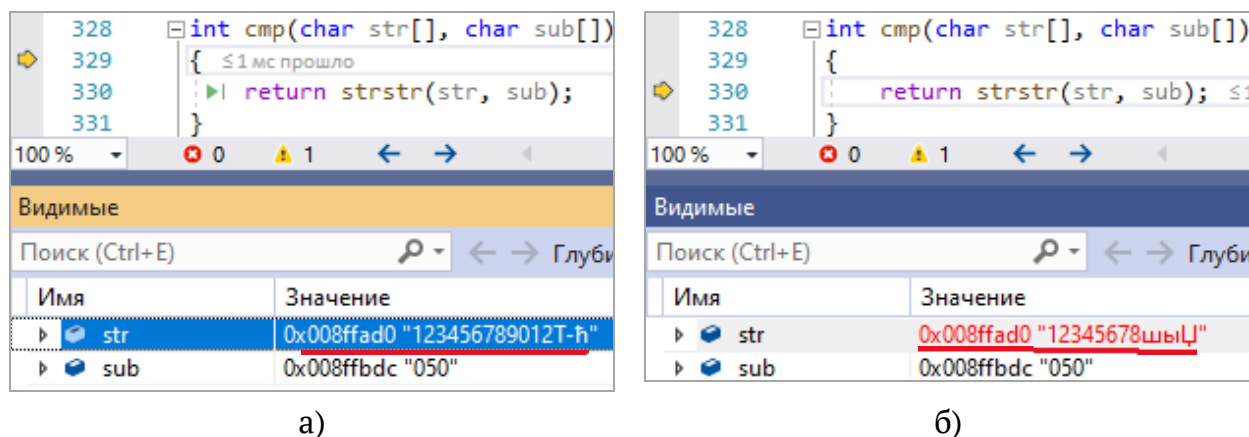 328 int cmp(char str[], char sub[])
329 { ≤1 мс прошло
330 return strstr(str, sub);
331 }
100 % 0 1
Видимые
Поиск (Ctrl+E) Глуби
Имя Значение
str 0x008ffad0 "123456789012Т-ћ"
sub 0x008ffbdc "050"
а)
328 int cmp(char str[], char sub[])
329 {
330 return strstr(str, sub); ≤1
331 }
100 % 0 1
Видимые
Поиск (Ctrl+E) Глуби
Имя Значение
str 0x008ffad0 "12345678шыЏ"
sub 0x008ffbdc "050"
б)